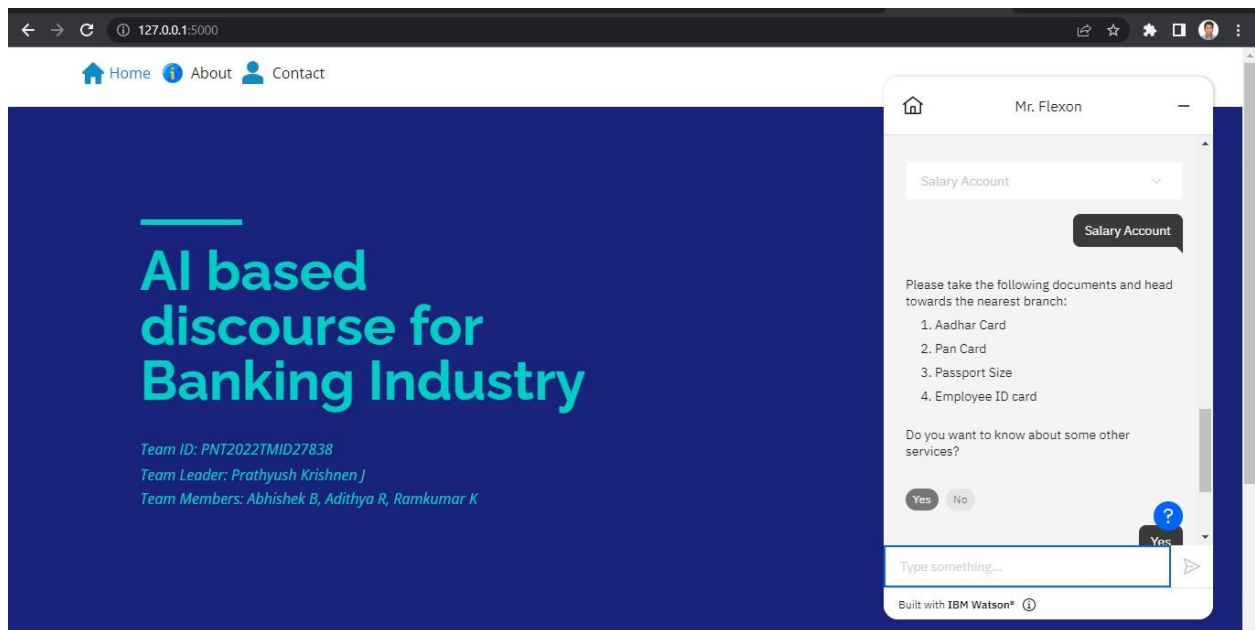 127.0.0.1:5000
Home About Contact
AI based
discourse for
Banking Industry
Team ID: PNT2022TMID27838
Team Leader: Prathyush Krishnen J
Team Members: Abhishek B, Adithya R, Ramkumar K
Mr. Flexon
Salary Account
Salary Account
Please take the following documents and head
towards the nearest branch:
1. Aadhar Card
2. Pan Card
3. Passport Size
4. Employee ID card
Do you want to know about some other
services?
Yes No
?
Yes
Type something...
Built with IBM Watson®